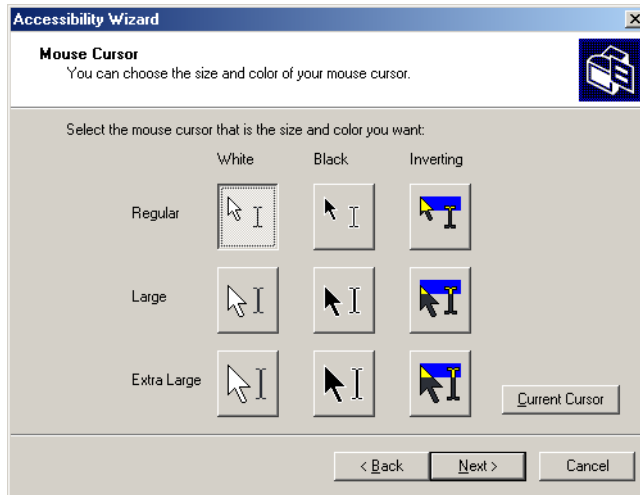 Accessibility Wizard
Mouse Cursor
You can choose the size and color of your mouse cursor.
Select the mouse cursor that is the size and color you want:
White Black Inverting
Regular
Large
Extra Large
Current Cursor
< Back Next > Cancel